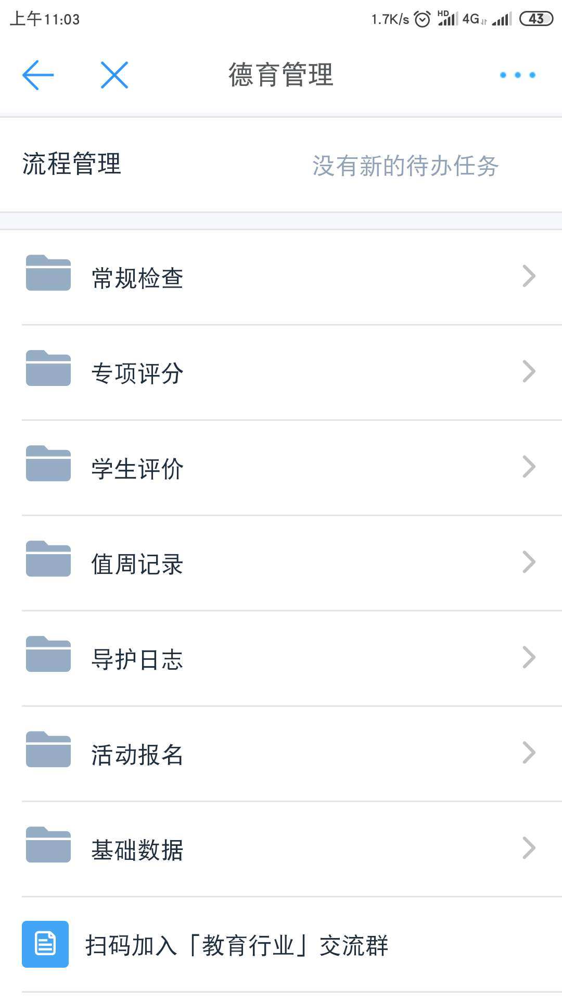 上午11:03 1.7K/s HD 4G 43
德育管理
流程管理 没有新的待办任务
常规检查
专项评分
学生评价
值周记录
导护日志
活动报名
基础数据
扫码加入「教育行业」交流群